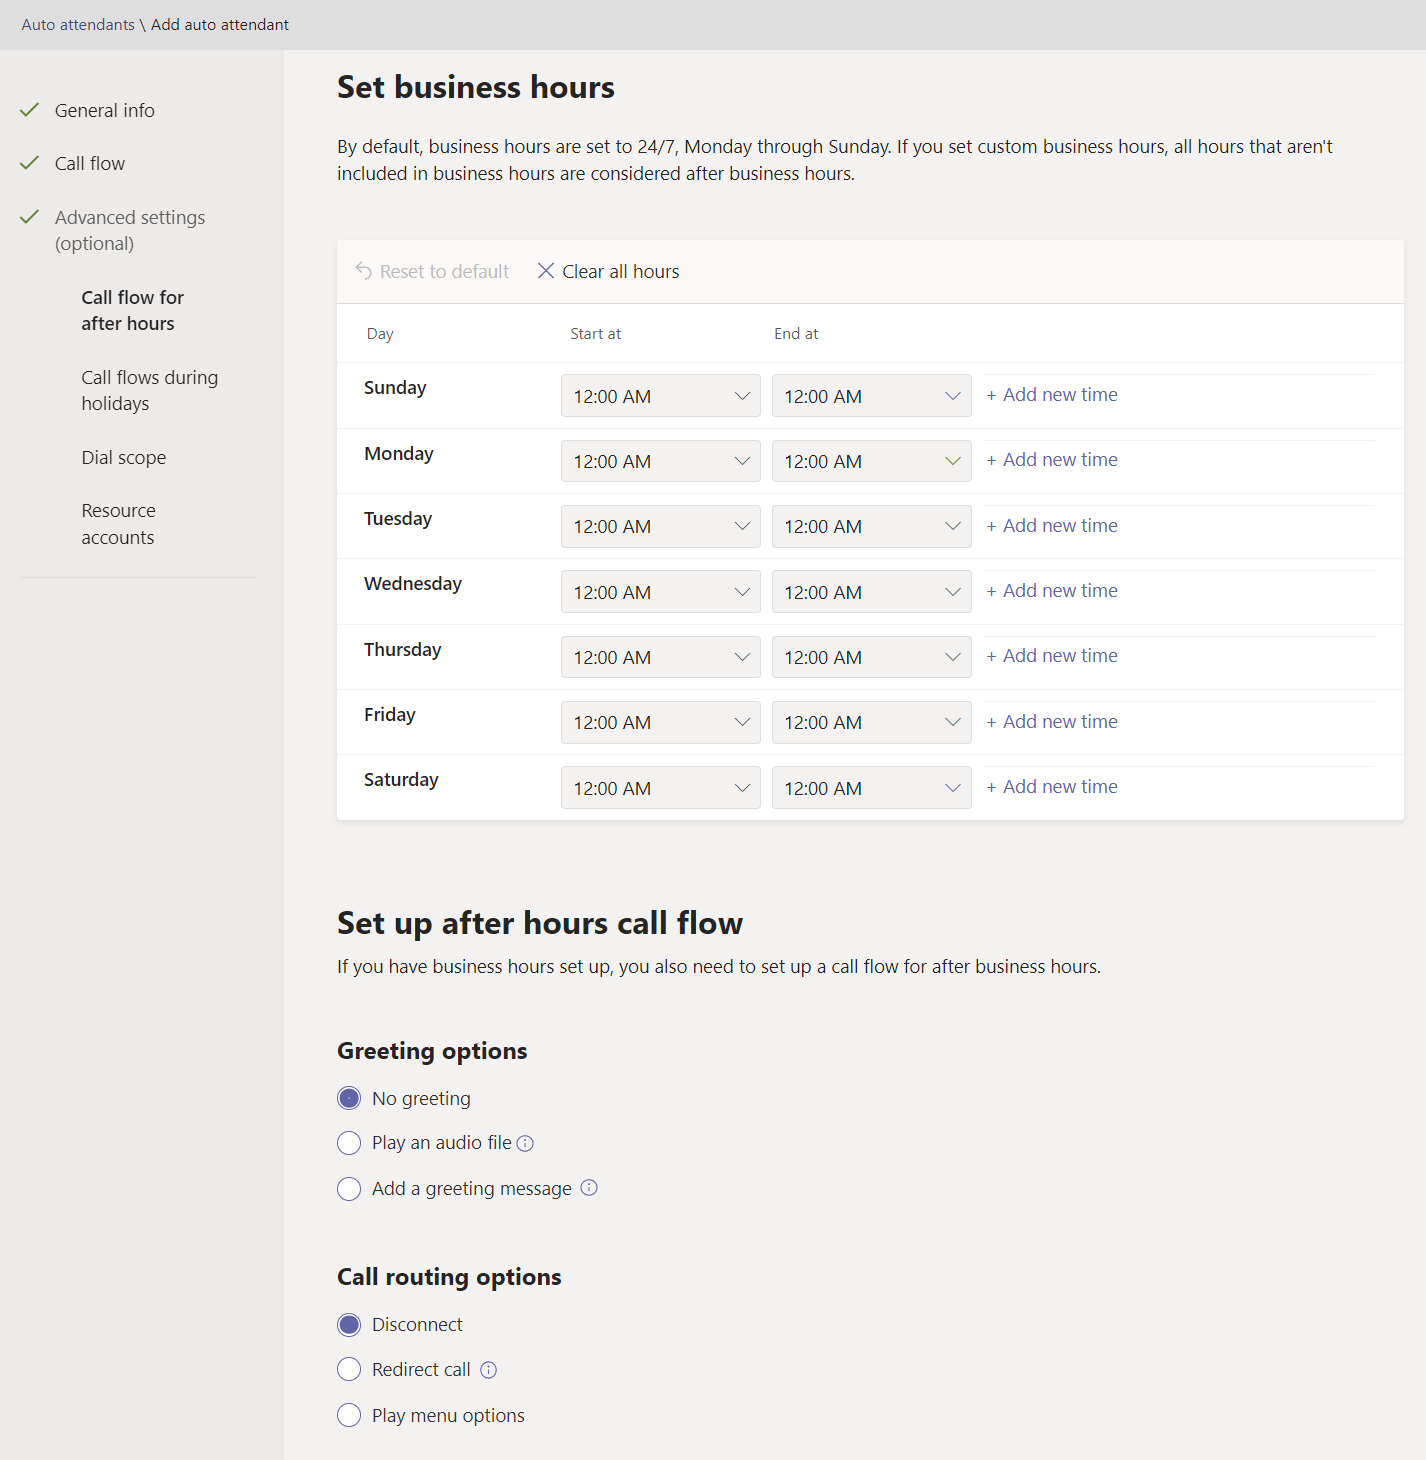 Auto attendants \ Add auto attendant
General info
Call flow
Advanced settings
(optional)
Call flow for
after hours
Call flows during
holidays
Dial scope
Resource
accounts
Set business hours
By default, business hours are set to 24/7, Monday through Sunday. If you set custom business hours, all hours that aren't
included in business hours are considered after business hours.
Reset to default Clear all hours
Day Start at End at
Sunday 12:00 AM 12:00 AM + Add new time
Monday 12:00 AM 12:00 AM + Add new time
Tuesday 12:00 AM 12:00 AM + Add new time
Wednesday 12:00 AM 12:00 AM + Add new time
Thursday 12:00 AM 12:00 AM + Add new time
Friday 12:00 AM 12:00 AM + Add new time
Saturday 12:00 AM 12:00 AM + Add new time
Set up after hours call flow
If you have business hours set up, you also need to set up a call flow for after business hours.
Greeting options
No greeting
Play an audio file
Add a greeting message
Call routing options
Disconnect
Redirect call
Play menu options